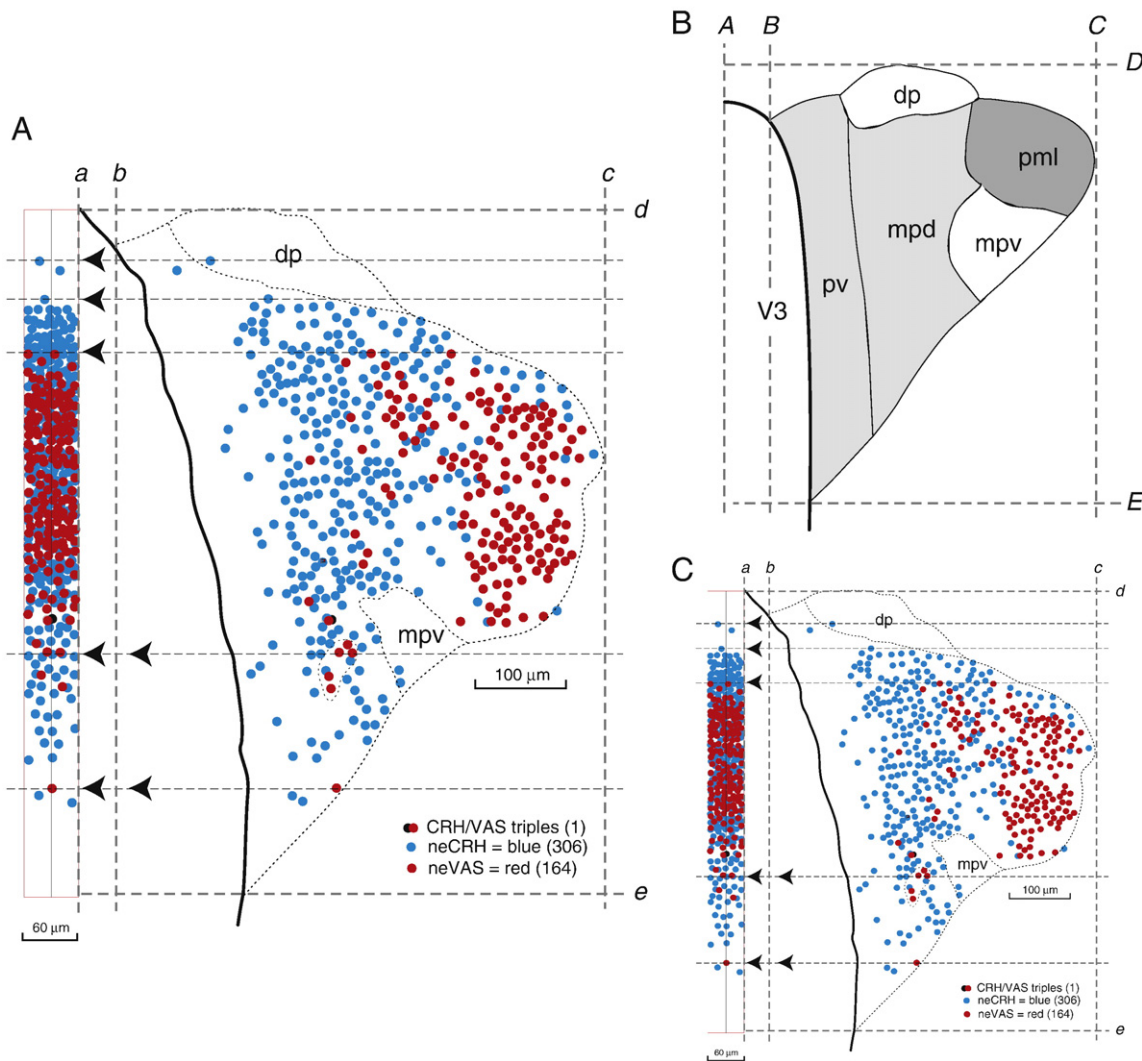 A
a
b
c
d
dp
mpv
100 μm
CRH/VAS triples (1)
neCRH = blue (306)
neVAS = red (164)
e
60 μm
B
A
B
C
D
dp
pml
mpd
mpv
pv
V3
E
C
a
b
c
d
dp
mpv
100 μm
CRH/VAS triples (1)
neCRH = blue (306)
neVAS = red (164)
e
60 μm